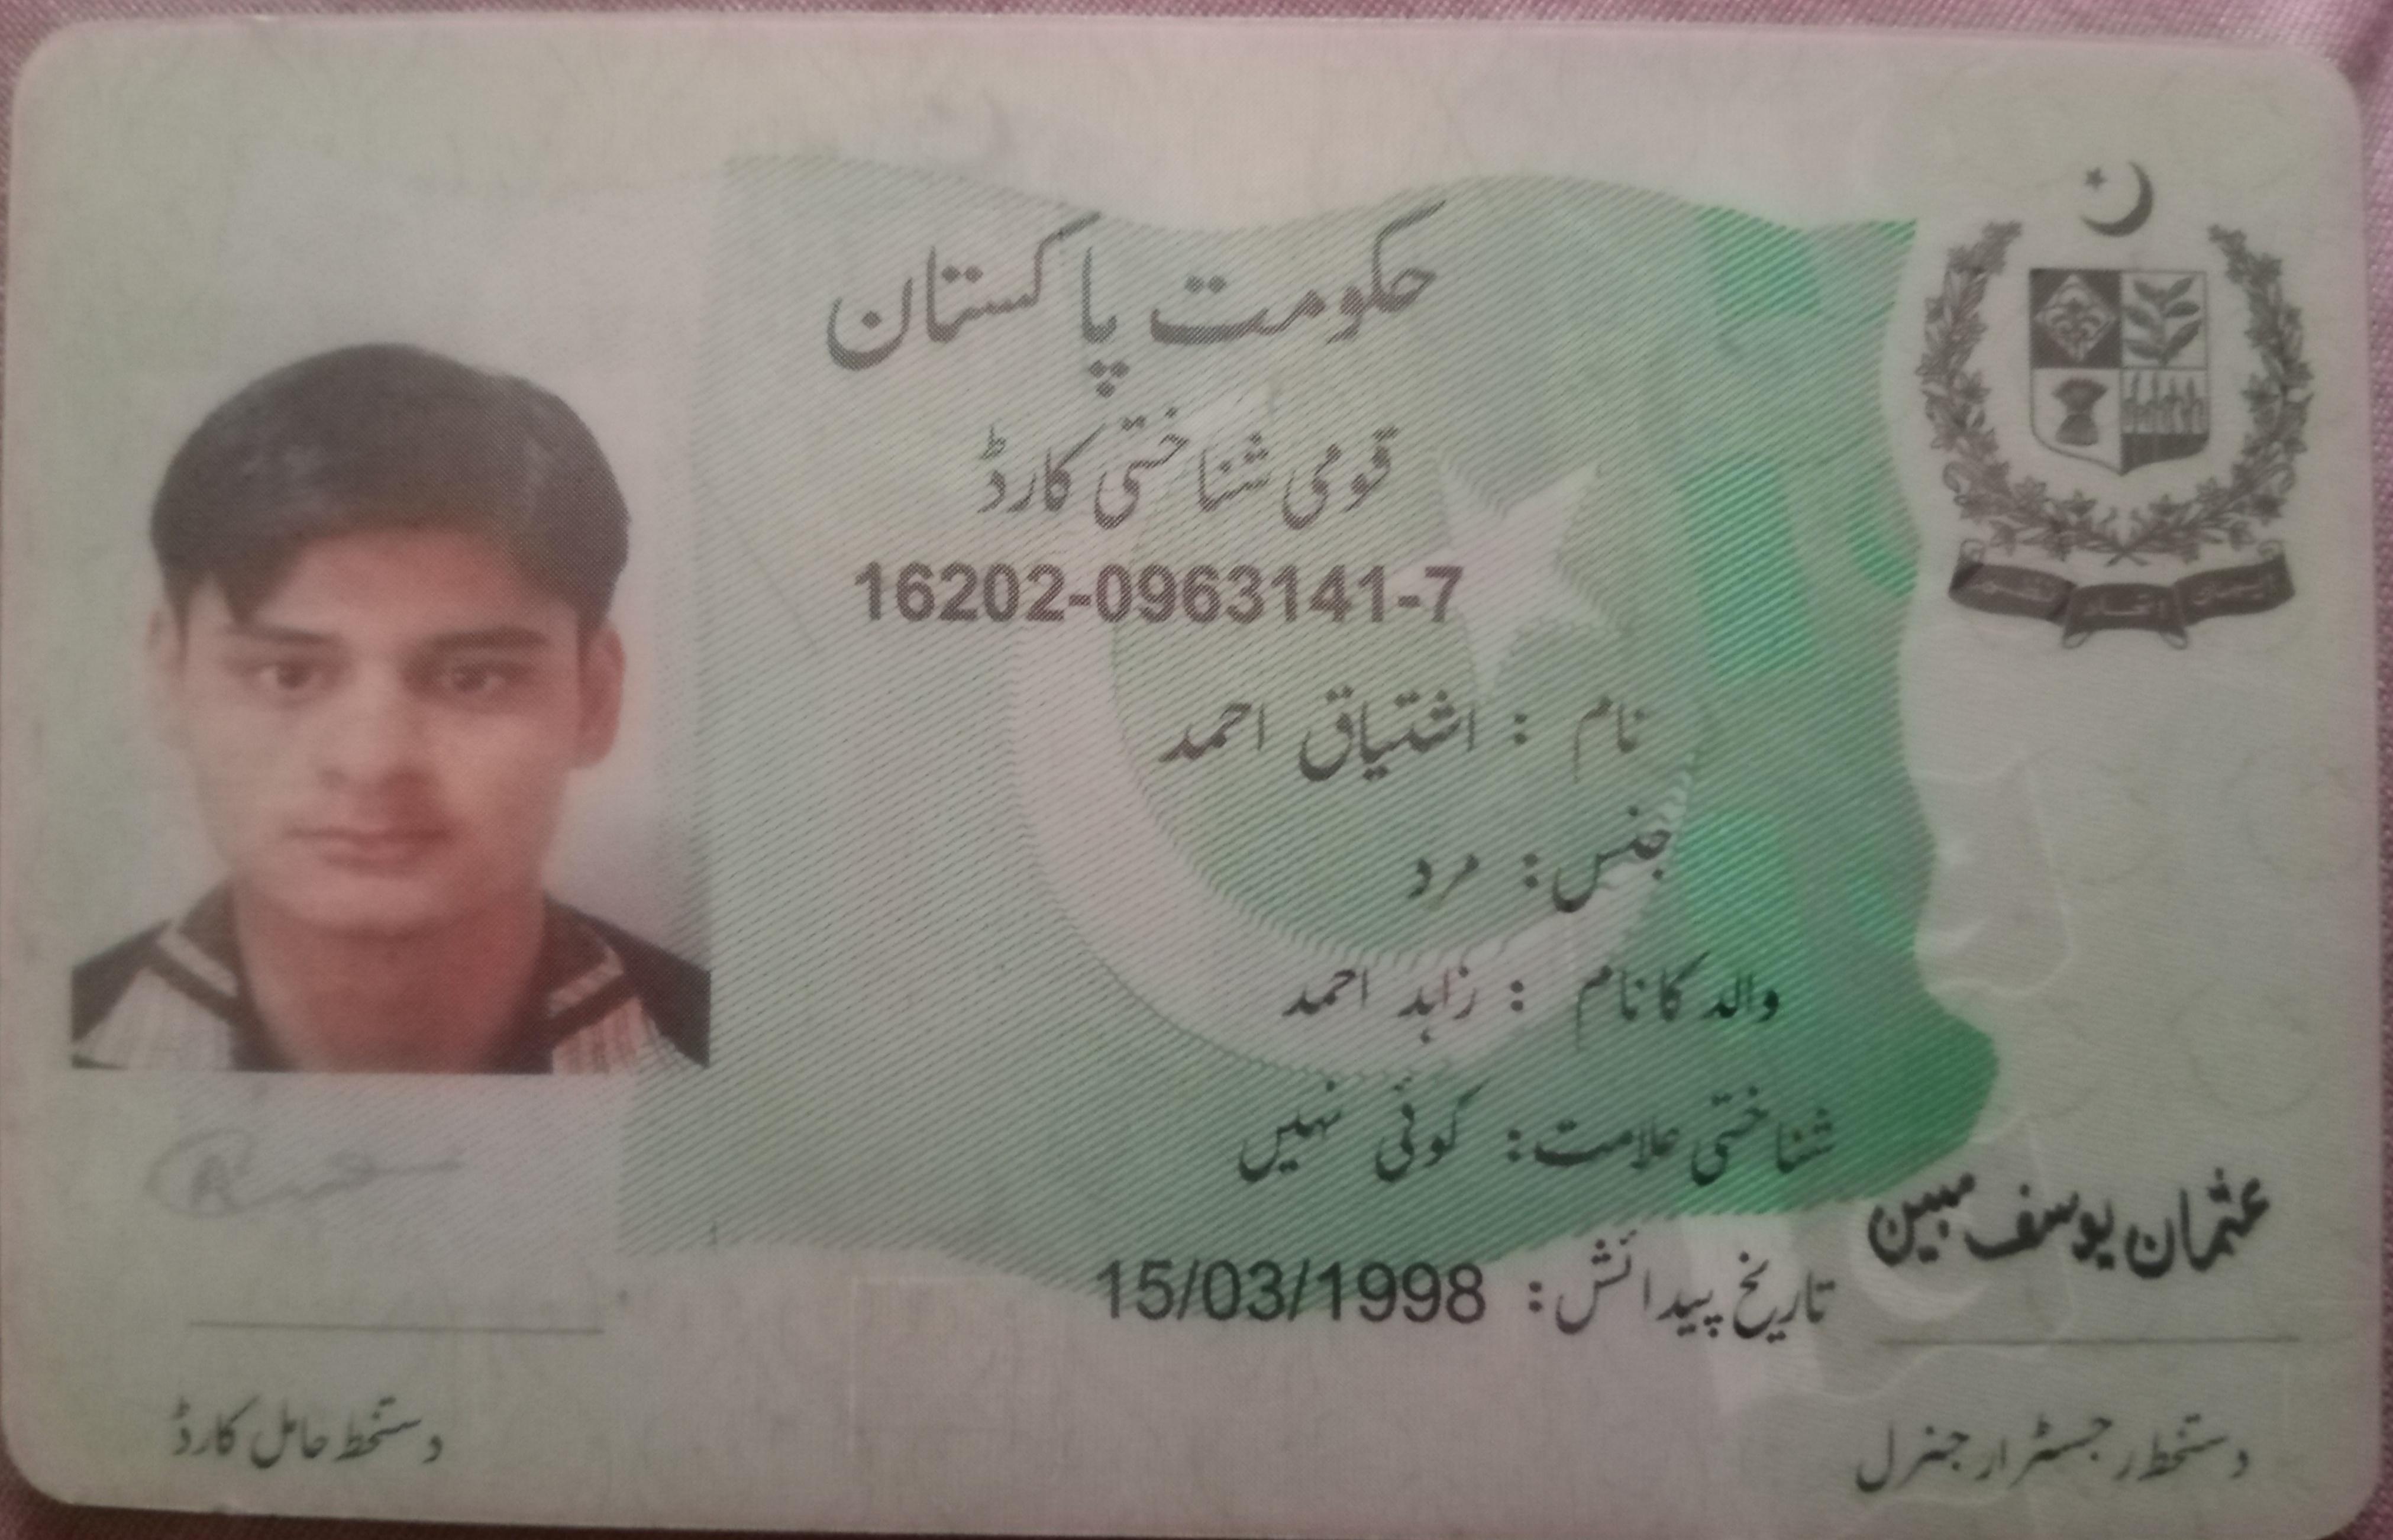 حکومت پاکستان
قومی شناختی کارڈ
16202-0963141-7
نام : اشتیاق احمد
جنس: مرد
والد کا نام : زاہد احمد
شناختی علامت: کوئی نہیں
تاریخ پیدائش: 15/03/1998
عثمان یوسف مبین
دستخط رجسٹرار جنرل
دستخط حامل کارڈ